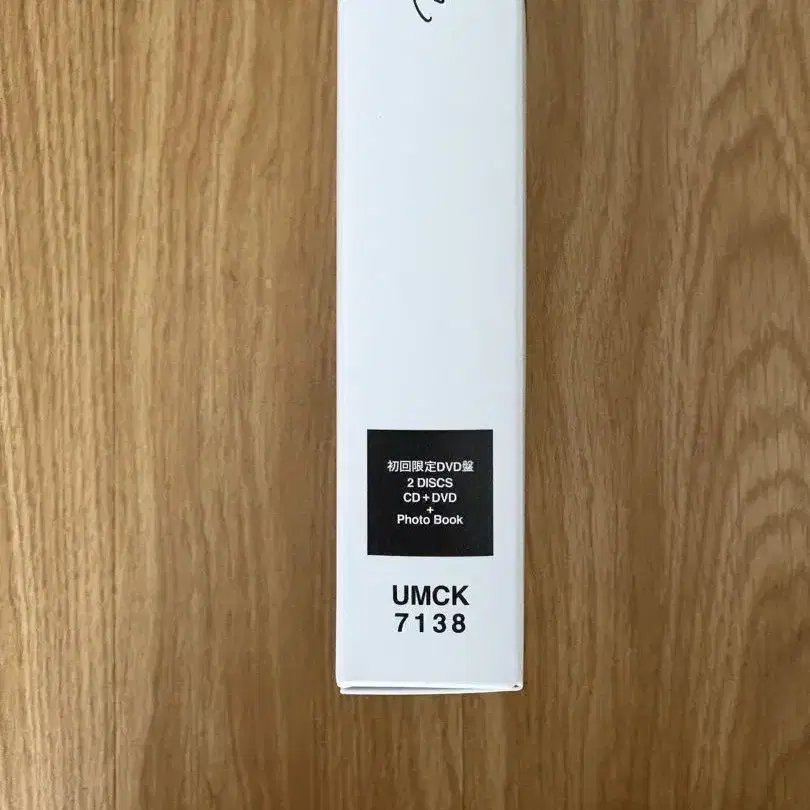 初回限定DVD盤
2 DISCS
CD+DVD
+
Photo Book
UMCK
7138